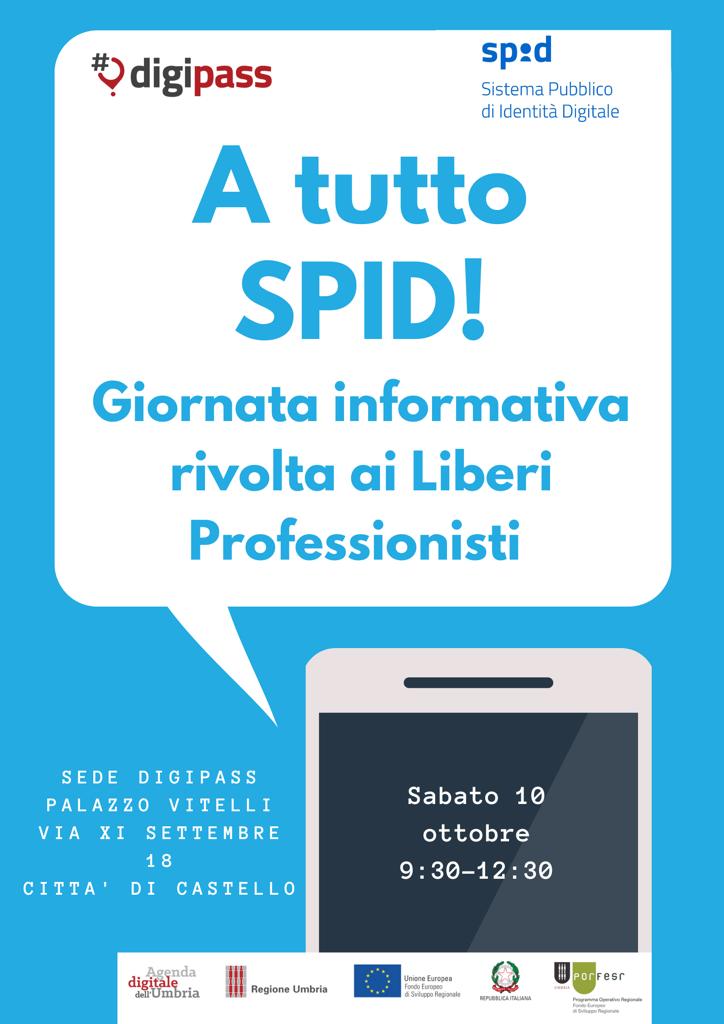 #digipass
spid
Sistema Pubblico
di Identità Digitale
A tutto
SPID!
Giornata informativa
rivolta ai Liberi
Professionisti
SEDE DIGIPASS
PALAZZO VITELLI
VIA XI SETTEMBRE
18
CITTA' DI CASTELLO
Sabato 10
ottobre
9:30-12:30
Agenda
digitale
dell'Umbria
Regione Umbria
Unione Europea
Fondo Europeo
di Sviluppo Regionale
REPUBBLICA ITALIANA
UMBRIA
porfesr
Programma Operativo Regionale
Fondo Europeo
di Sviluppo Regionale